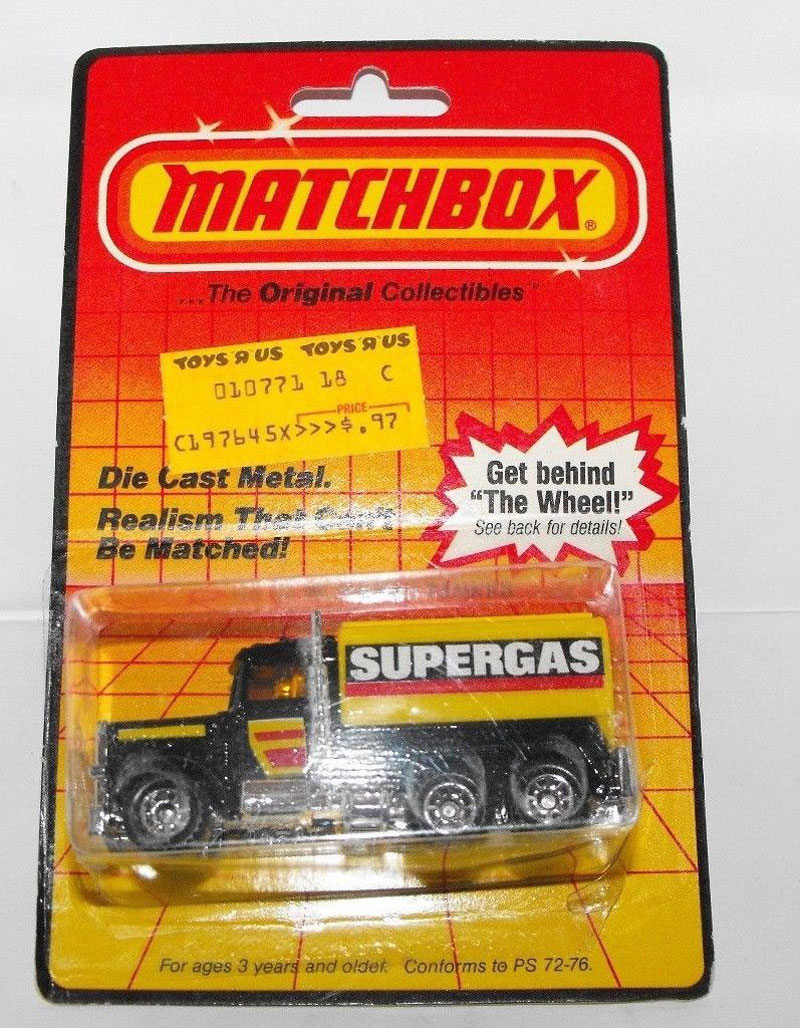 MATCHBOX®
...The Original Collectibles™
TOYS "R" US TOYS "R" US
010771 18 C
PRICE
C197645X>>>$.97
Die Cast Metal.
Realism That Can't
Be Matched!
Get behind
"The Wheel!"
See back for details!
SUPERGAS
For ages 3 years and older. Conforms to PS 72-76.